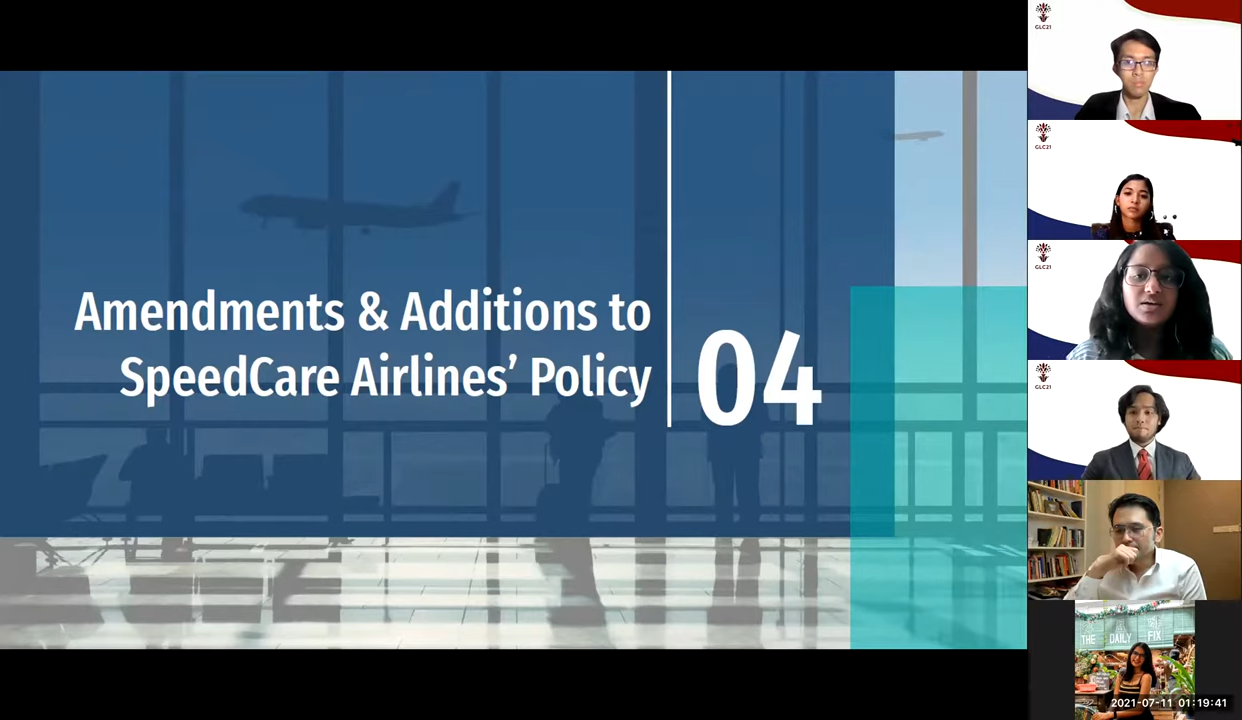 Amendments & Additions to
SpeedCare Airlines’ Policy
04
GLC21
GLC21
GLC21
GLC21
THE DAILY FIX
2021-07-11 01:19:41